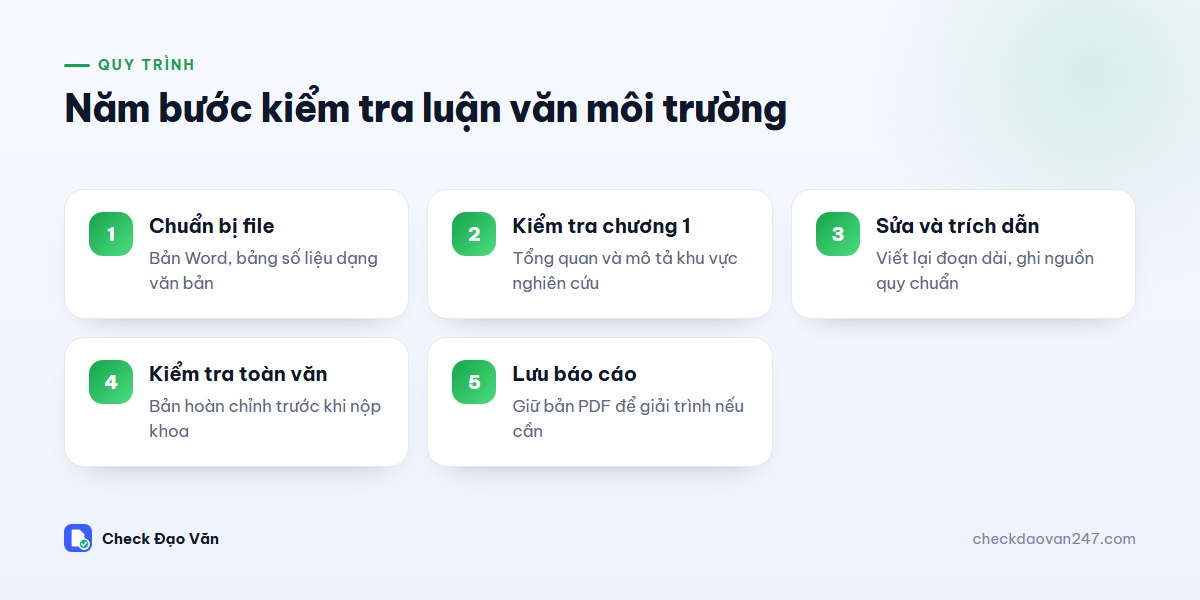 QUY TRÌNH
Năm bước kiểm tra luận văn môi trường
1
Chuẩn bị file
Bản Word, bảng số liệu dạng
văn bản
2
Kiểm tra chương 1
Tổng quan và mô tả khu vực
nghiên cứu
3
Sửa và trích dẫn
Viết lại đoạn dài, ghi nguồn
quy chuẩn
4
Kiểm tra toàn văn
Bản hoàn chỉnh trước khi nộp
khoa
5
Lưu báo cáo
Giữ bản PDF để giải trình nếu
cần
Check Đạo Văn
checkdaovan247.com